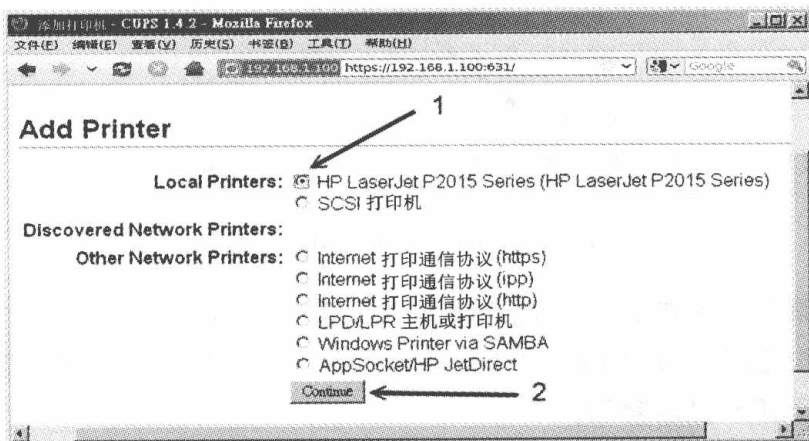 添加打印机 - CUPS 1.4.2 - Mozilla Firefox
文件(F) 编辑(E) 查看(V) 历史(S) 书签(B) 工具(T) 帮助(H)
192.168.1.100 https://192.168.1.100:631/ Google
1
Add Printer
Local Printers: HP LaserJet P2015 Series (HP LaserJet P2015 Series)
SCSI 打印机
Discovered Network Printers:
Other Network Printers: Internet 打印通信协议 (https)
Internet 打印通信协议 (ipp)
Internet 打印通信协议 (http)
LPD/LPR 主机或打印机
Windows Printer via SAMBA
AppSocket/HP JetDirect
Continue 2